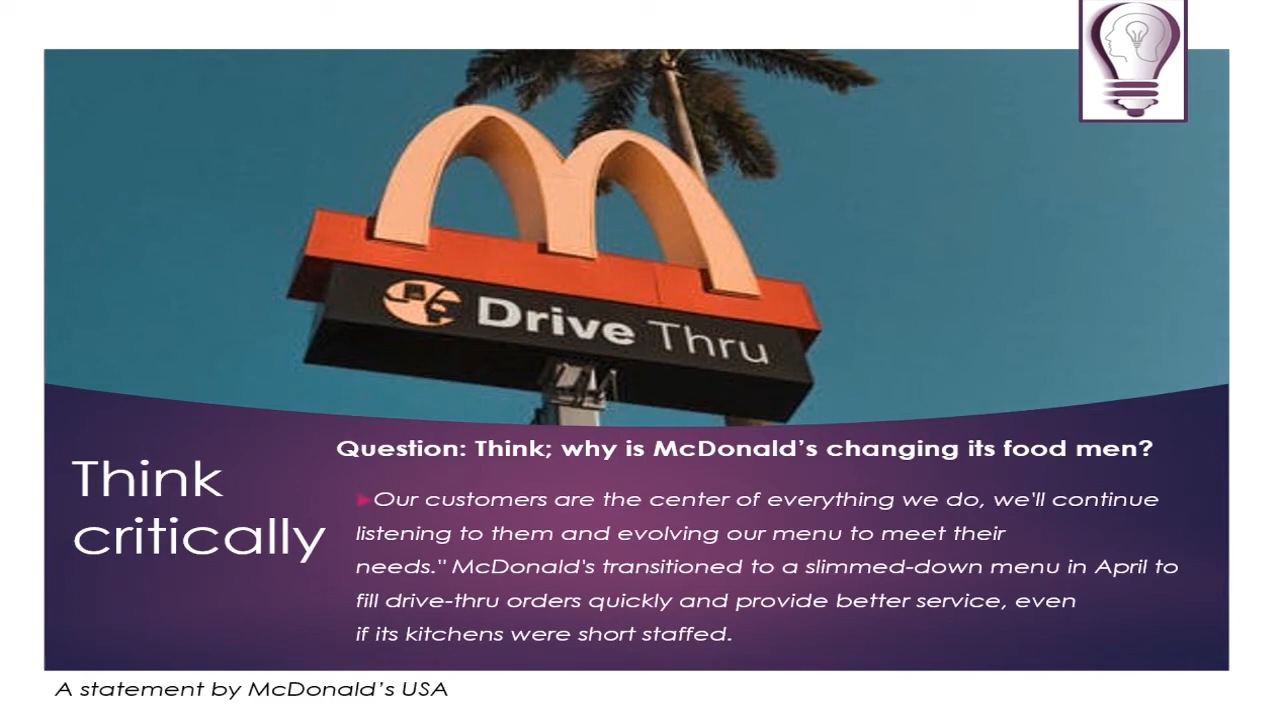 Drive Thru
Question: Think; why is McDonald’s changing its food men?
Think
critically
Our customers are the center of everything we do, we'll continue
listening to them and evolving our menu to meet their
needs." McDonald's transitioned to a slimmed-down menu in April to
fill drive-thru orders quickly and provide better service, even
if its kitchens were short staffed.
A statement by McDonald’s USA